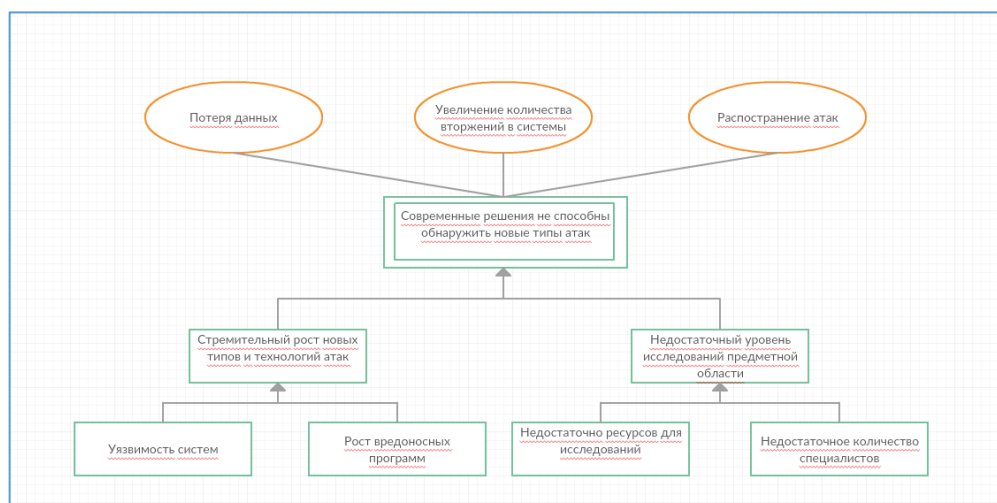 Потеря данных
Увеличение количества
вторжений в системы
Распостранение атак
Современные решения не способны
обнаружить новые типы атак
Стремительный рост новых
типов и технологий атак
Недостаточный уровень
исследований предметной
области
Уязвимость систем
Рост вредоносных
программ
Недостаточно ресурсов для
исследований
Недостаточное количество
специалистов